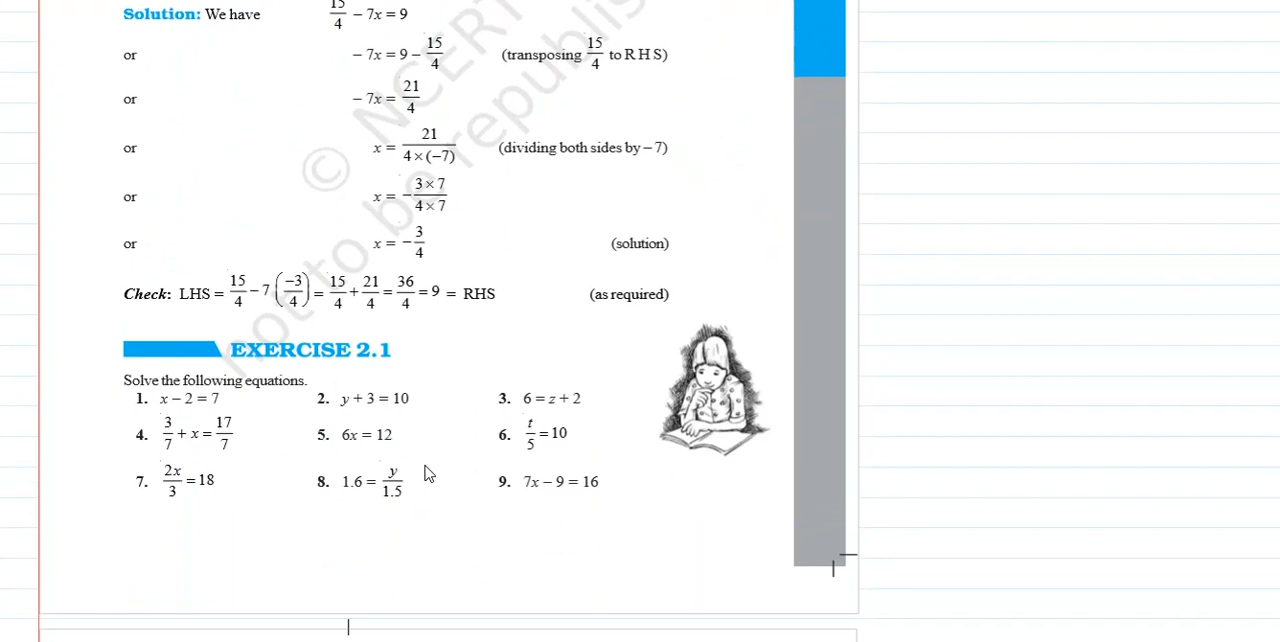 Solution: We have 15/4 − 7x = 9
or − 7x = 9 − 15/4 (transposing 15/4 to R H S)
or − 7x = 21/4
or x = 21/(4 × (−7)) (dividing both sides by − 7)
or x = − (3 × 7)/(4 × 7)
or x = − 3/4 (solution)
Check: LHS = 15/4 − 7 (−3/4) = 15/4 + 21/4 = 36/4 = 9 = RHS (as required)
EXERCISE 2.1
Solve the following equations.
1. x − 2 = 7 2. y + 3 = 10 3. 6 = z + 2
4. 3/7 + x = 17/7 5. 6x = 12 6. t/5 = 10
7. 2x/3 = 18 8. 1.6 = y/1.5 9. 7x − 9 = 16
© NCERT
not to be republish